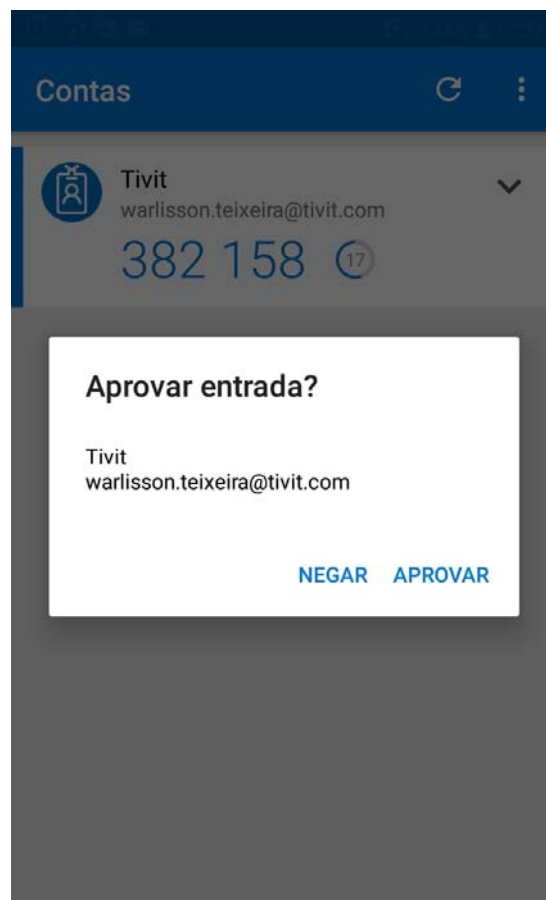 Contas
Tivit
warlisson.teixeira@tivit.com
382 158 17
Aprovar entrada?
Tivit
warlisson.teixeira@tivit.com
NEGAR APROVAR